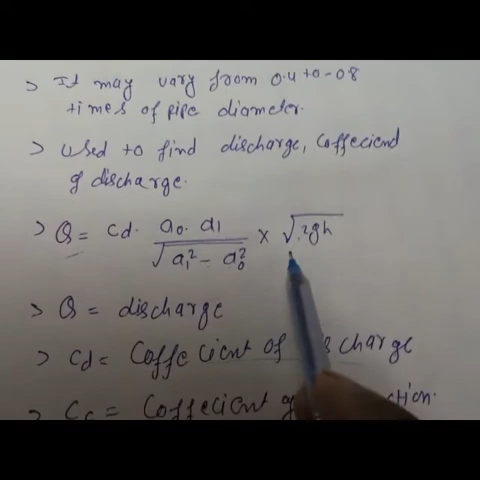 > It may vary from 0.4 to 0.8
times of pipe diameter.
> Used to find discharge, Coffeciend
of discharge.
> Q = Cd. a₀. a₁ / √(a₁² - a₀²) × √2gh
> Q = discharge
> Cd = Coffecient of discharge
> Cc = Coffecient